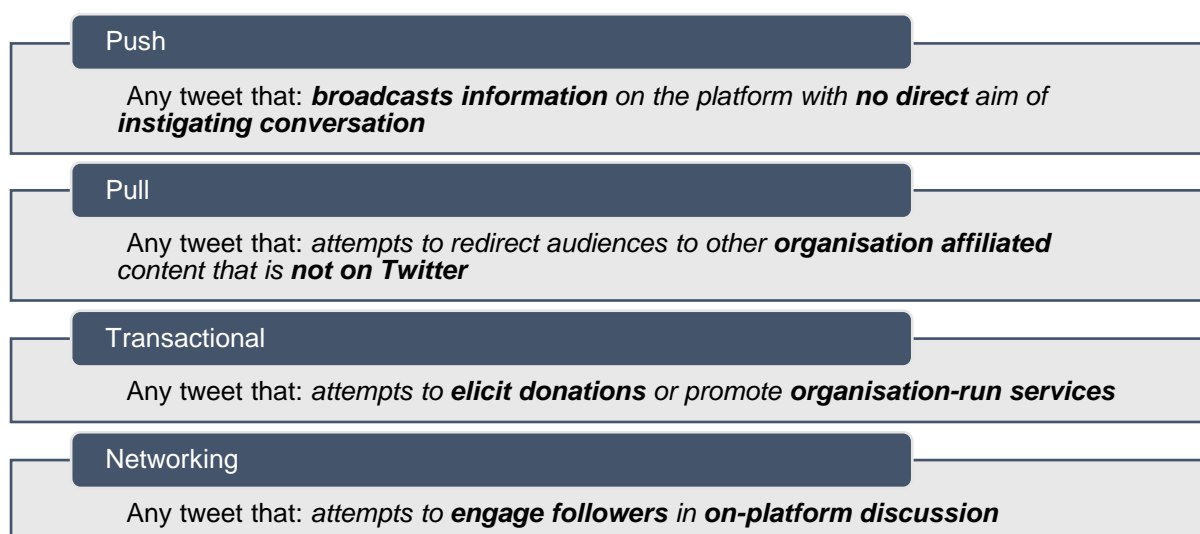 Push
Any tweet that: broadcasts information on the platform with no direct aim of
instigating conversation
Pull
Any tweet that: attempts to redirect audiences to other organisation affiliated
content that is not on Twitter
Transactional
Any tweet that: attempts to elicit donations or promote organisation-run services
Networking
Any tweet that: attempts to engage followers in on-platform discussion